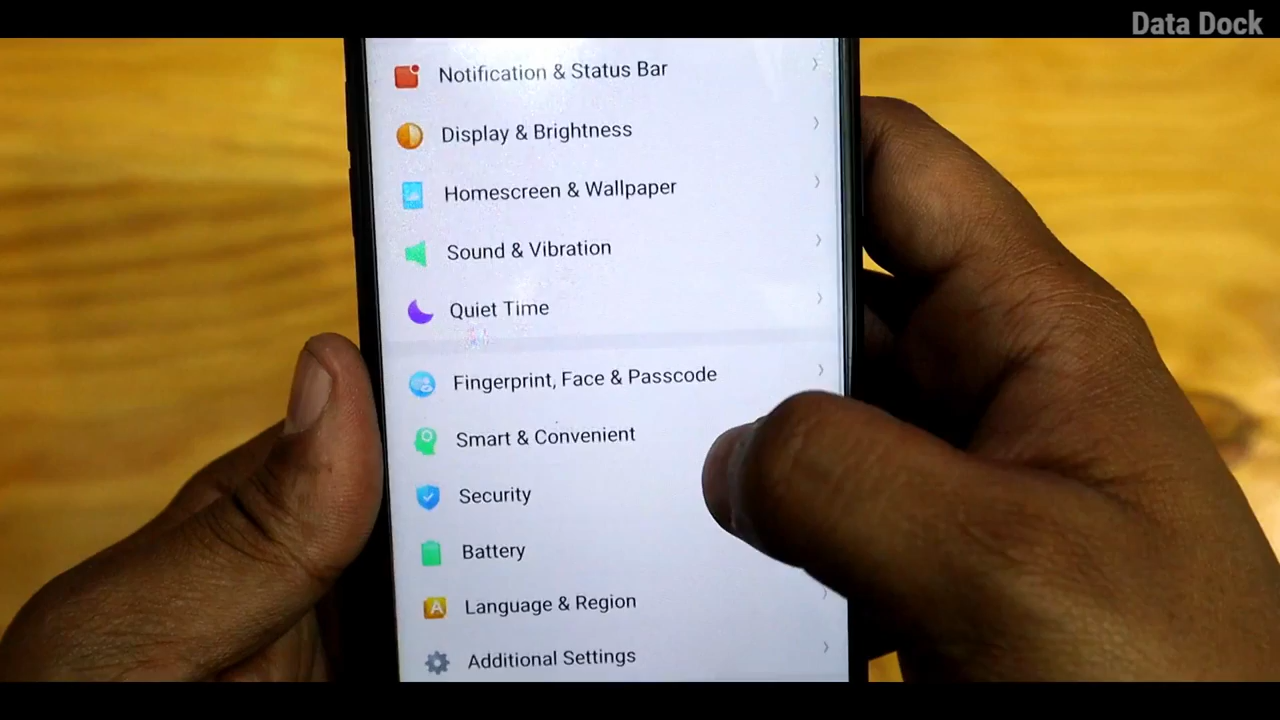 Data Dock
Notification & Status Bar
Display & Brightness
Homescreen & Wallpaper
Sound & Vibration
Quiet Time
Fingerprint, Face & Passcode
Smart & Convenient
Security
Battery
A Language & Region
Additional Settings